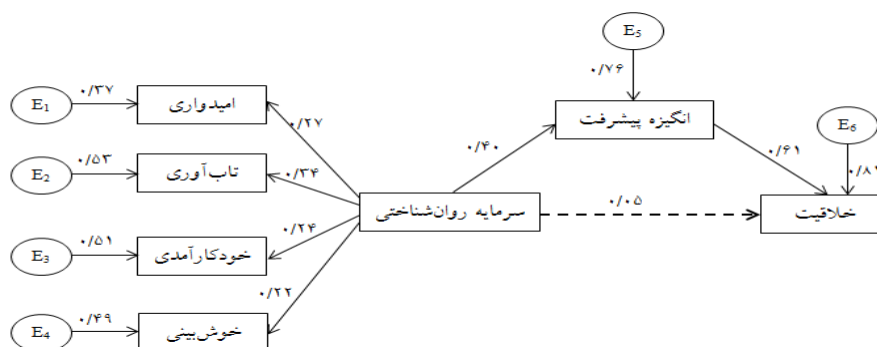 E5
۰/۷۶
E1
۰/۳۷
امیدواری
۰/۲۷
انگیزه پیشرفت
E6
۰/۴۰
۰/۶۱
E2
۰/۵۳
تاب‌آوری
۰/۳۴
سرمایه روان‌شناختی
۰/۰۵
خلاقیت
E3
۰/۵۱
خودکارآمدی
۰/۲۴
E4
۰/۴۹
خوش‌بینی
۰/۲۲